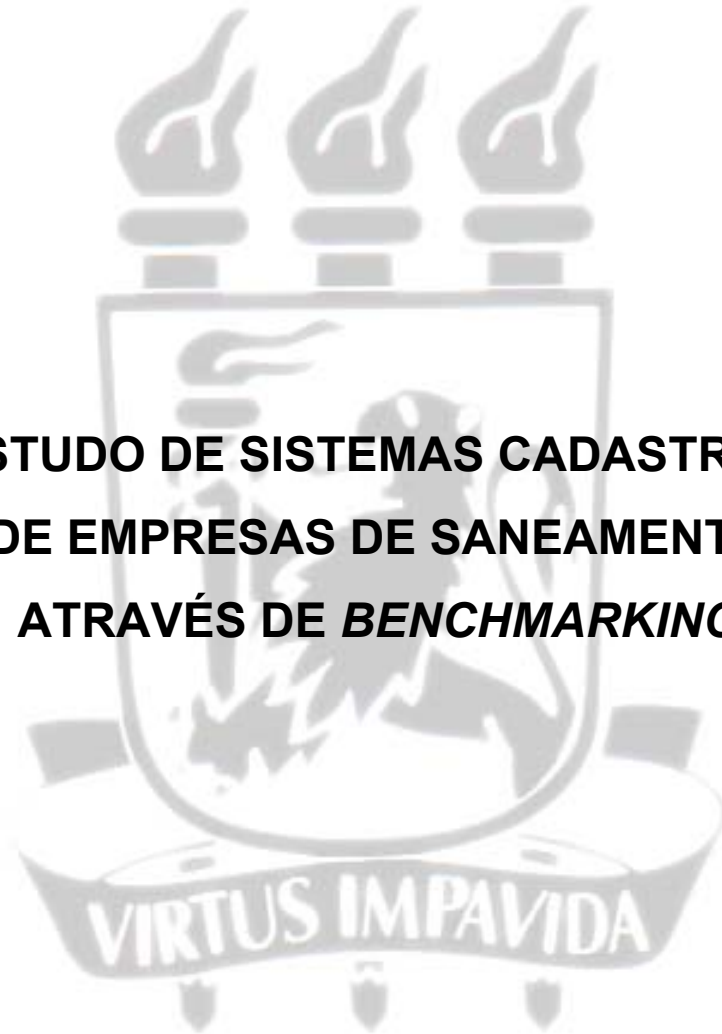 STUDO DE SISTEMAS CADASTR
DE EMPRESAS DE SANEAMENT
ATRAVÉS DE BENCHMARKING
VIRTUS IMPAVIDA